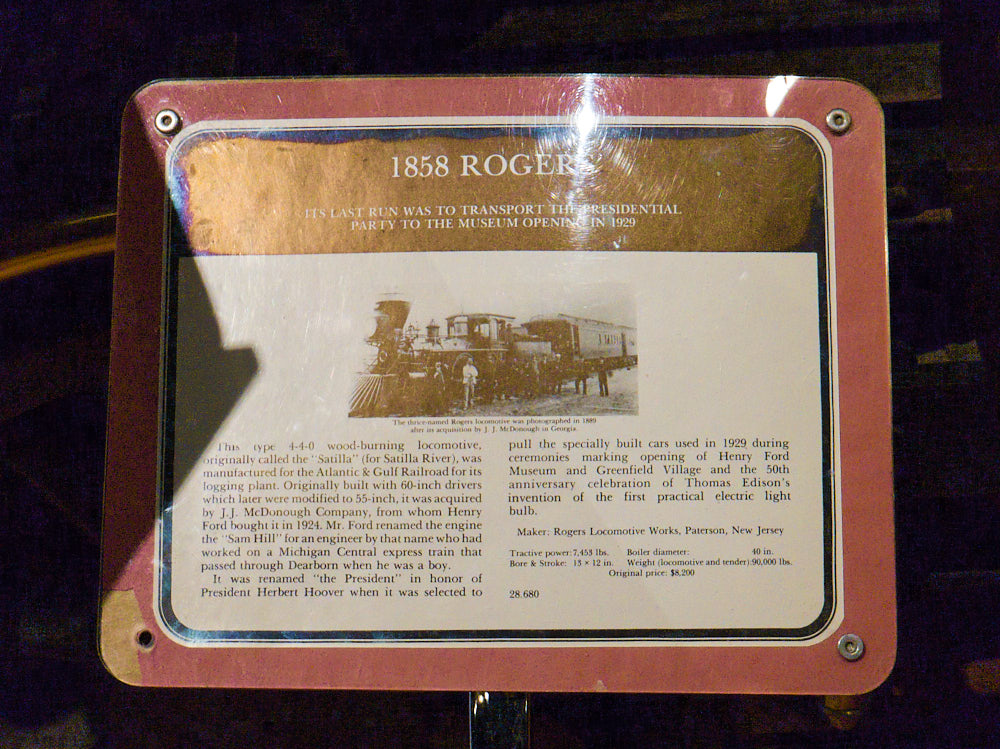 1858 ROGERS
ITS LAST RUN WAS TO TRANSPORT THE PRESIDENTIAL
PARTY TO THE MUSEUM OPENING IN 1929
The thrice-named Rogers locomotive was photographed in 1889
after its acquisition by J. J. McDonough in Georgia.
This type 4-4-0 wood-burning locomotive,
originally called the "Satilla" (for Satilla River), was
manufactured for the Atlantic & Gulf Railroad for its
logging plant. Originally built with 60-inch drivers
which later were modified to 55-inch, it was acquired
by J.J. McDonough Company, from whom Henry
Ford bought it in 1924. Mr. Ford renamed the engine
the "Sam Hill" for an engineer by that name who had
worked on a Michigan Central express train that
passed through Dearborn when he was a boy.
It was renamed "the President" in honor of
President Herbert Hoover when it was selected to
pull the specially built cars used in 1929 during
ceremonies marking opening of Henry Ford
Museum and Greenfield Village and the 50th
anniversary celebration of Thomas Edison's
invention of the first practical electric light
bulb.
Maker: Rogers Locomotive Works, Paterson, New Jersey
Tractive power: 7,453 lbs. Boiler diameter: 40 in.
Bore & Stroke: 13 × 12 in. Weight (locomotive and tender): 90,000 lbs.
Original price: $8,200
28.680